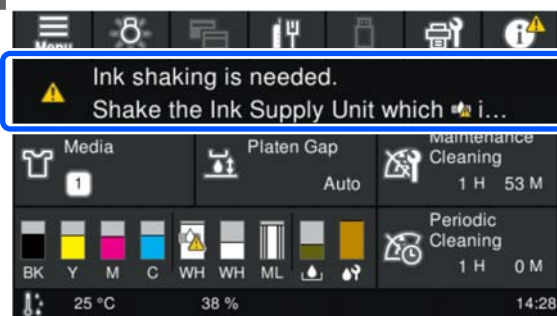 Menu
Ink shaking is needed.
Shake the Ink Supply Unit which i...
Media
1
Platen Gap
Auto
Maintenance
Cleaning
1 H 53 M
BK Y M C WH WH ML
Periodic
Cleaning
1 H 0 M
25 °C 38 % 14:28